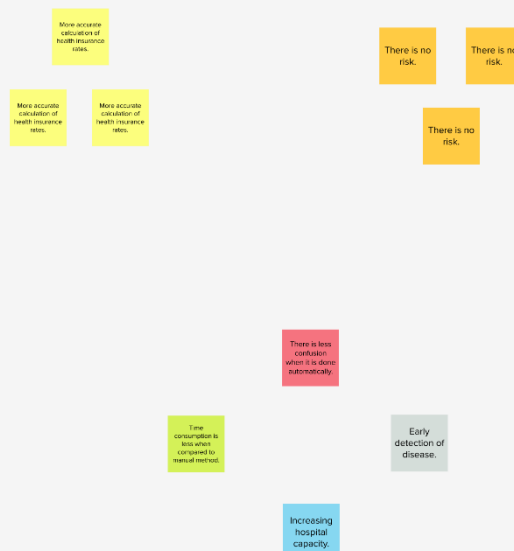 More accurate
calculation of
health insurance
rates.
There is no
risk.
There is no
risk.
More accurate
calculation of
health insurance
rates.
More accurate
calculation of
health insurance
rates.
There is no
risk.
There is less
confusion
when it is done
automatically.
Time
consumption is
less when
compared to
manual method.
Early
detection of
disease.
Increasing
hospital
capacity.